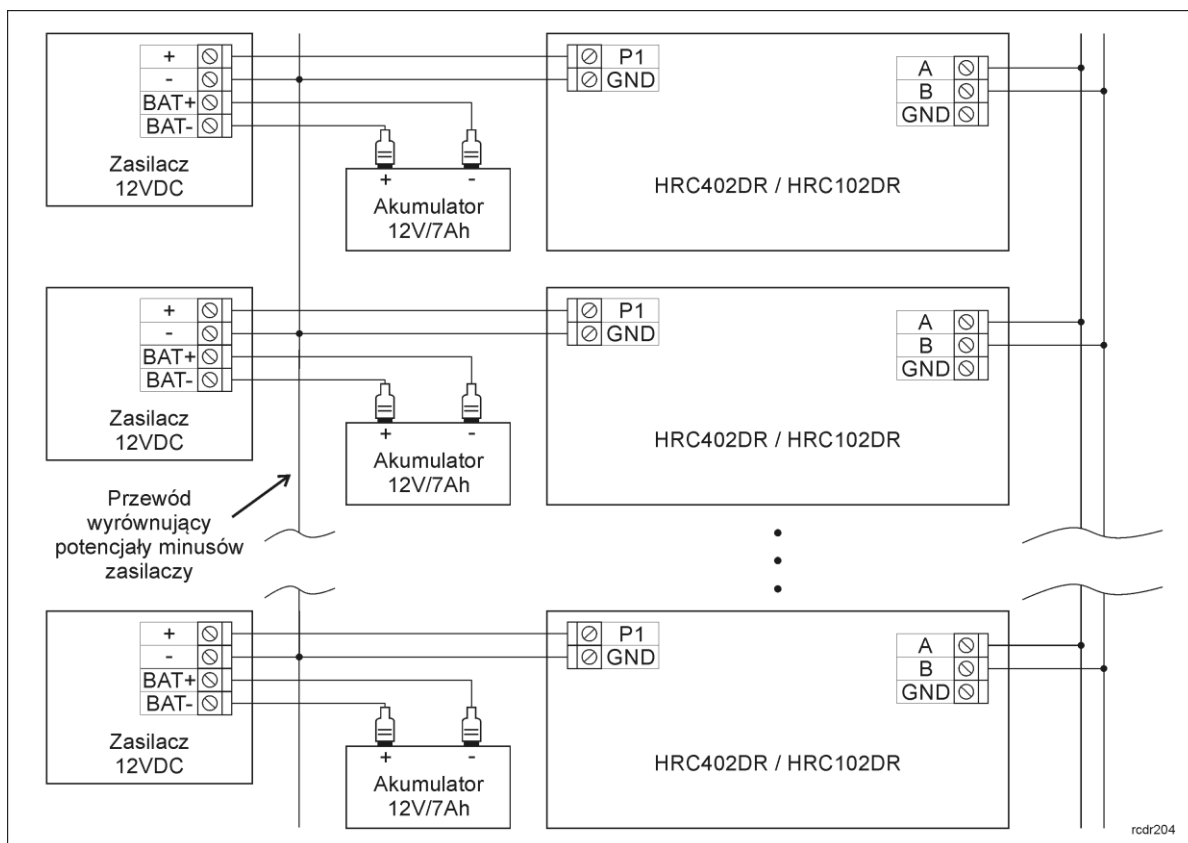 +
-
BAT+
BAT-
Zasilacz
12VDC
+ -
Akumulator
12V/7Ah
P1
GND
A
B
GND
HRC402DR / HRC102DR
+
-
BAT+
BAT-
Zasilacz
12VDC
+ -
Akumulator
12V/7Ah
P1
GND
A
B
GND
HRC402DR / HRC102DR
Przewód
wyrównujący
potencjały minusów
zasilaczy
+
-
BAT+
BAT-
Zasilacz
12VDC
+ -
Akumulator
12V/7Ah
P1
GND
A
B
GND
HRC402DR / HRC102DR
rcdr204